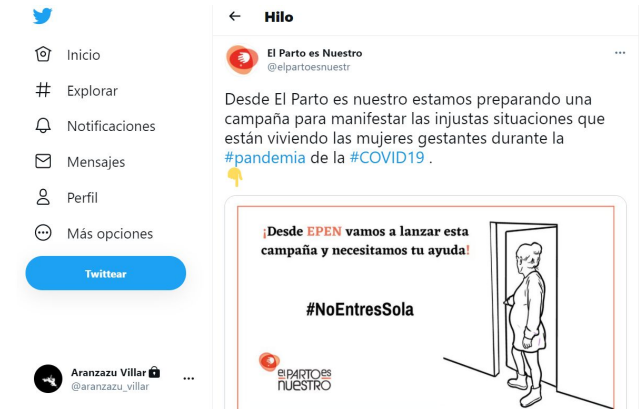 Hilo
Inicio
Explorar
Notificaciones
Mensajes
Perfil
Más opciones
Twittear
Aranzazu Villar
@aranzazu_villar
El Parto es Nuestro
@elpartoesnuestr
Desde El Parto es nuestro estamos preparando una
campaña para manifestar las injustas situaciones que
están viviendo las mujeres gestantes durante la
#pandemia de la #COVID19 .
¡Desde EPEN vamos a lanzar esta
campaña y necesitamos tu ayuda!
#NoEntresSola
el PARTO es
NUESTRO